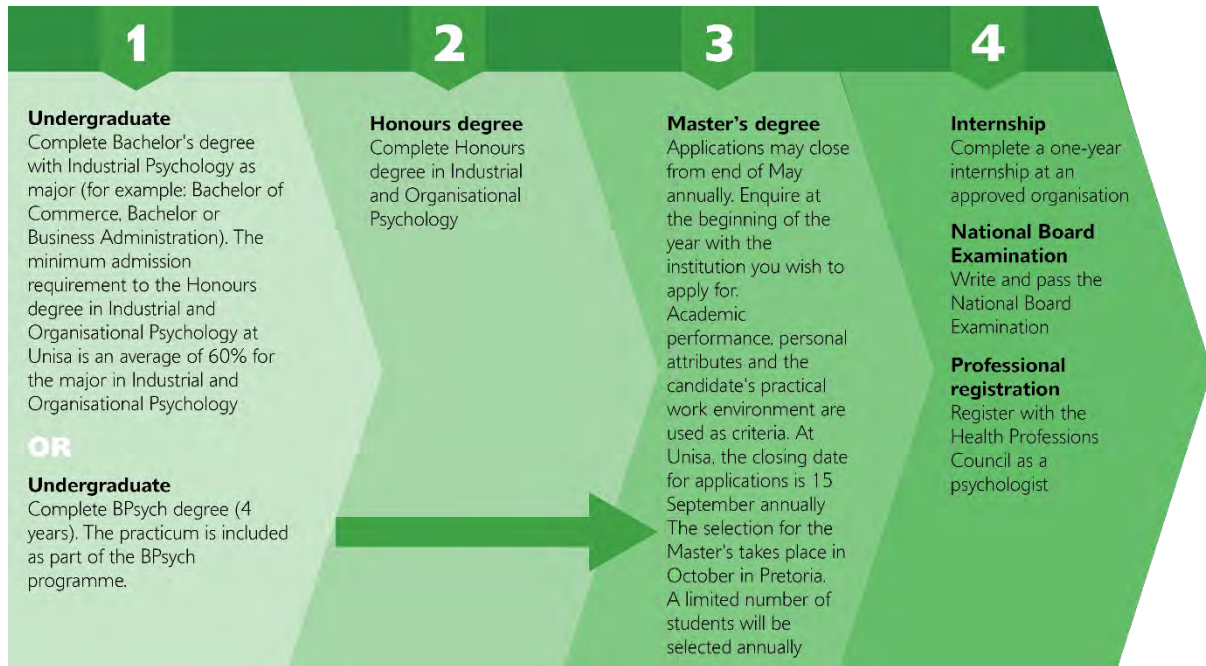 1
Undergraduate
Complete Bachelor's degree
with Industrial Psychology as
major (for example: Bachelor of
Commerce, Bachelor or
Business Administration). The
minimum admission
requirement to the Honours
degree in Industrial and
Organisational Psychology at
Unisa is an average of 60% for
the major in Industrial and
Organisational Psychology
OR
Undergraduate
Complete BPsych degree (4
years). The practicum is included
as part of the BPsych
programme.
2
Honours degree
Complete Honours
degree in Industrial
and Organisational
Psychology
3
Master's degree
Applications may close
from end of May
annually. Enquire at
the beginning of the
year with the
institution you wish to
apply for.
Academic
performance, personal
attributes and the
candidate's practical
work environment are
used as criteria. At
Unisa, the closing date
for applications is 15
September annually
The selection for the
Master's takes place in
October in Pretoria.
A limited number of
students will be
selected annually
4
Internship
Complete a one-year
internship at an
approved organisation
National Board
Examination
Write and pass the
National Board
Examination
Professional
registration
Register with the
Health Professions
Council as a
psychologist